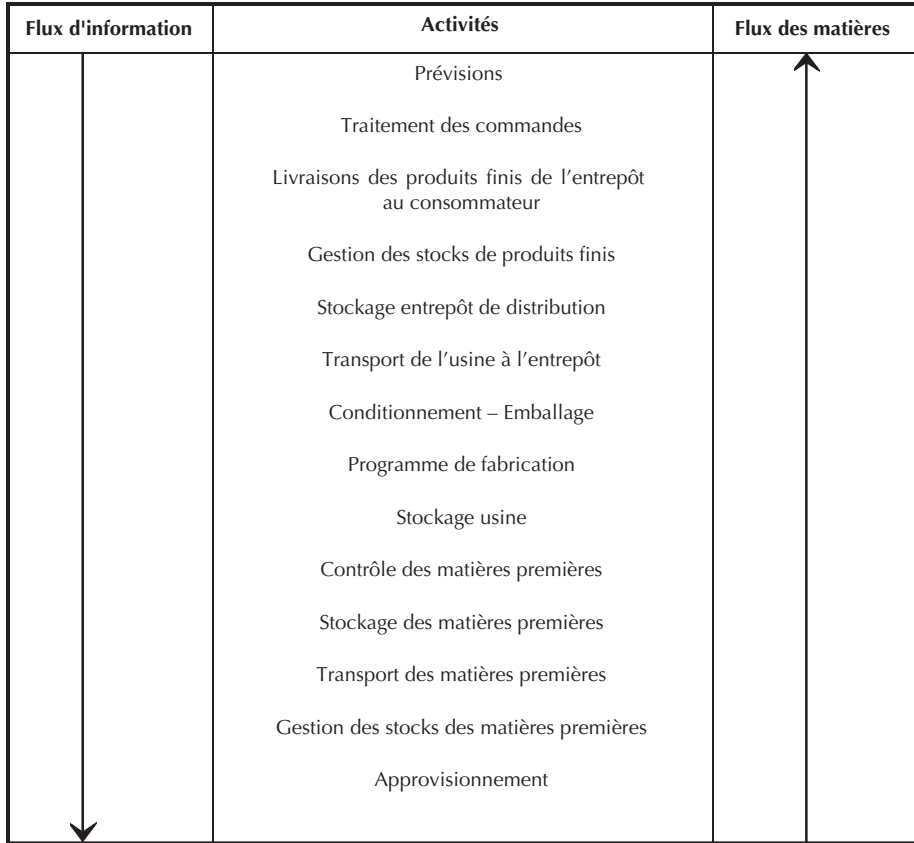 Flux d'information
Activités
Flux des matières
Prévisions
Traitement des commandes
Livraisons des produits finis de l’entrepôt
au consommateur
Gestion des stocks de produits finis
Stockage entrepôt de distribution
Transport de l’usine à l’entrepôt
Conditionnement – Emballage
Programme de fabrication
Stockage usine
Contrôle des matières premières
Stockage des matières premières
Transport des matières premières
Gestion des stocks des matières premières
Approvisionnement